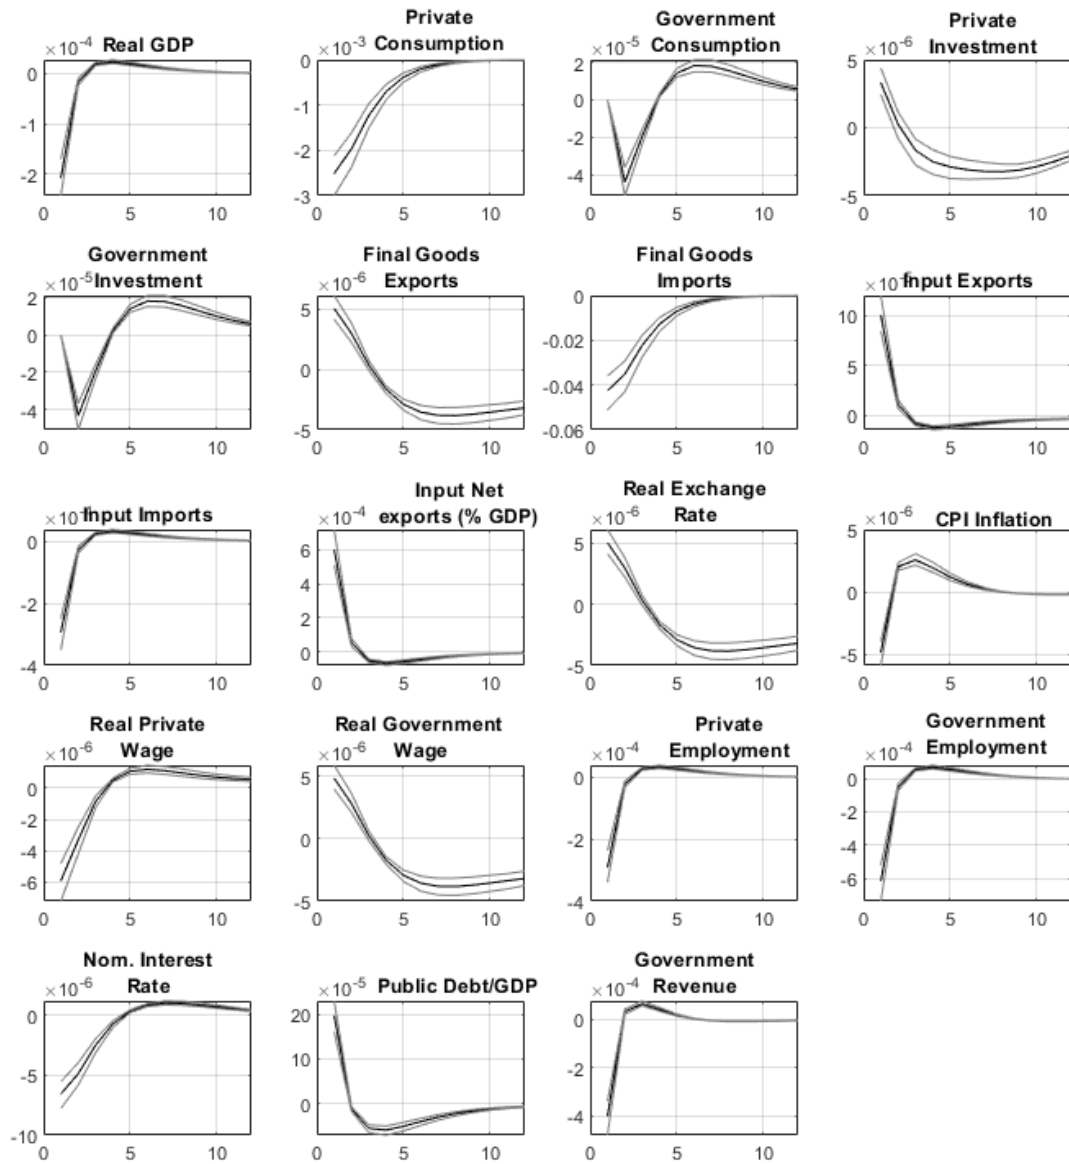 Real GDP
×10⁻⁴
0
-1
-2
0 5 10
Private
Consumption
×10⁻³
0
-1
-2
-3
0 5 10
Government
Consumption
×10⁻⁵
2
0
-2
-4
0 5 10
Private
Investment
×10⁻⁶
5
0
-5
0 5 10
Government
Investment
×10⁻⁵
2
0
-2
-4
0 5 10
Final Goods
Exports
×10⁻⁶
5
0
-5
0 5 10
Final Goods
Imports
0
-0.02
-0.04
-0.06
0 5 10
Input Exports
×10
10
5
0
0 5 10
Input Imports
×10
0
-2
-4
0 5 10
Input Net
exports (% GDP)
×10⁻⁴
6
4
2
0
0 5 10
Real Exchange
Rate
×10⁻⁶
5
0
-5
0 5 10
CPI Inflation
×10⁻⁶
5
0
-5
0 5 10
Real Private
Wage
×10⁻⁶
0
-2
-4
-6
0 5 10
Real Government
Wage
×10⁻⁶
5
0
-5
0 5 10
Private
Employment
×10⁻⁴
0
-2
-4
0 5 10
Government
Employment
×10⁻⁴
0
-2
-4
-6
0 5 10
Nom. Interest
Rate
×10⁻⁶
0
-5
-10
0 5 10
Public Debt/GDP
×10⁻⁵
20
10
0
0 5 10
Government
Revenue
×10⁻⁴
0
-2
-4
0 5 10